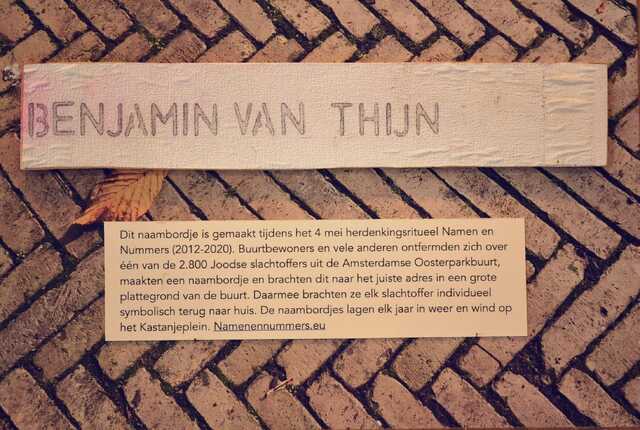 BENJAMIN VAN THIJN
Dit naambordje is gemaakt tijdens het 4 mei herdenkingsritueel Namen en
Nummers (2012-2020). Buurtbewoners en vele anderen ontfermden zich over
één van de 2.800 Joodse slachtoffers uit de Amsterdamse Oosterparkbuurt,
maakten een naambordje en brachten dit naar het juiste adres in een grote
plattegrond van de buurt. Daarmee brachten ze elk slachtoffer individueel
symbolisch terug naar huis. De naambordjes lagen elk jaar in weer en wind op
het Kastanjeplein. Namenennummers.eu